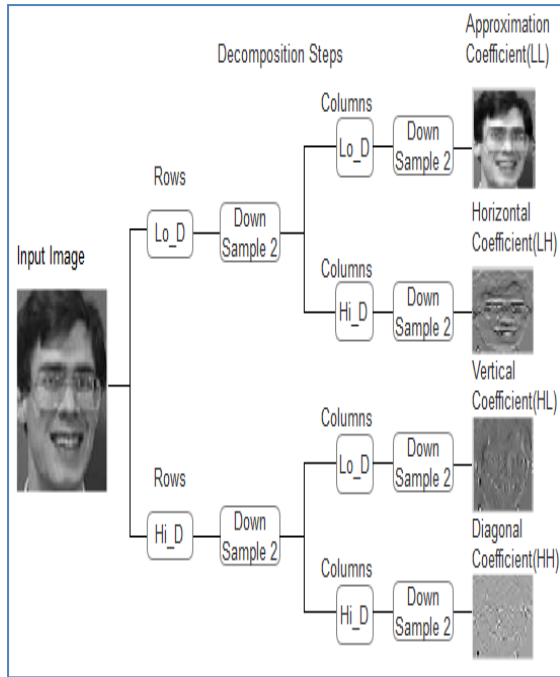 Approximation
Coefficient(LL)
Decomposition Steps
Columns
Lo_D
Down
Sample 2
Rows
Lo_D
Down
Sample 2
Horizontal
Coefficient(LH)
Input Image
Columns
Hi_D
Down
Sample 2
Vertical
Coefficient(HL)
Columns
Lo_D
Down
Sample 2
Rows
Hi_D
Down
Sample 2
Diagonal
Coefficient(HH)
Columns
Hi_D
Down
Sample 2